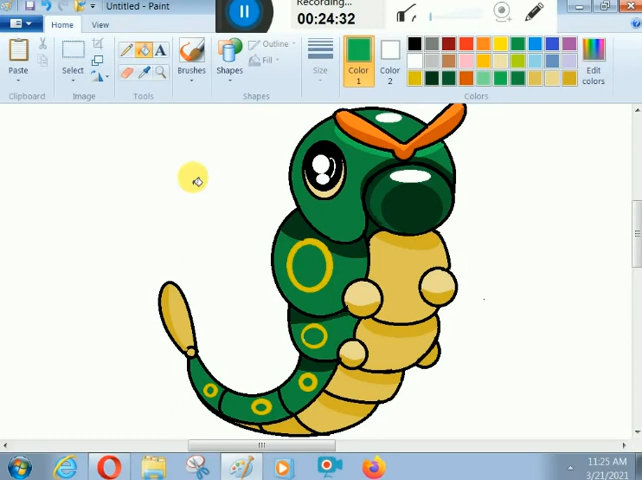 Untitled - Paint
Recording...
00:24:32
Home
View
Paste
Select
Brushes
Shapes
Outline
Fill
Size
Color
1
Color
2
Edit
colors
Clipboard
Image
Tools
Shapes
Colors
11:25 AM
3/21/2021